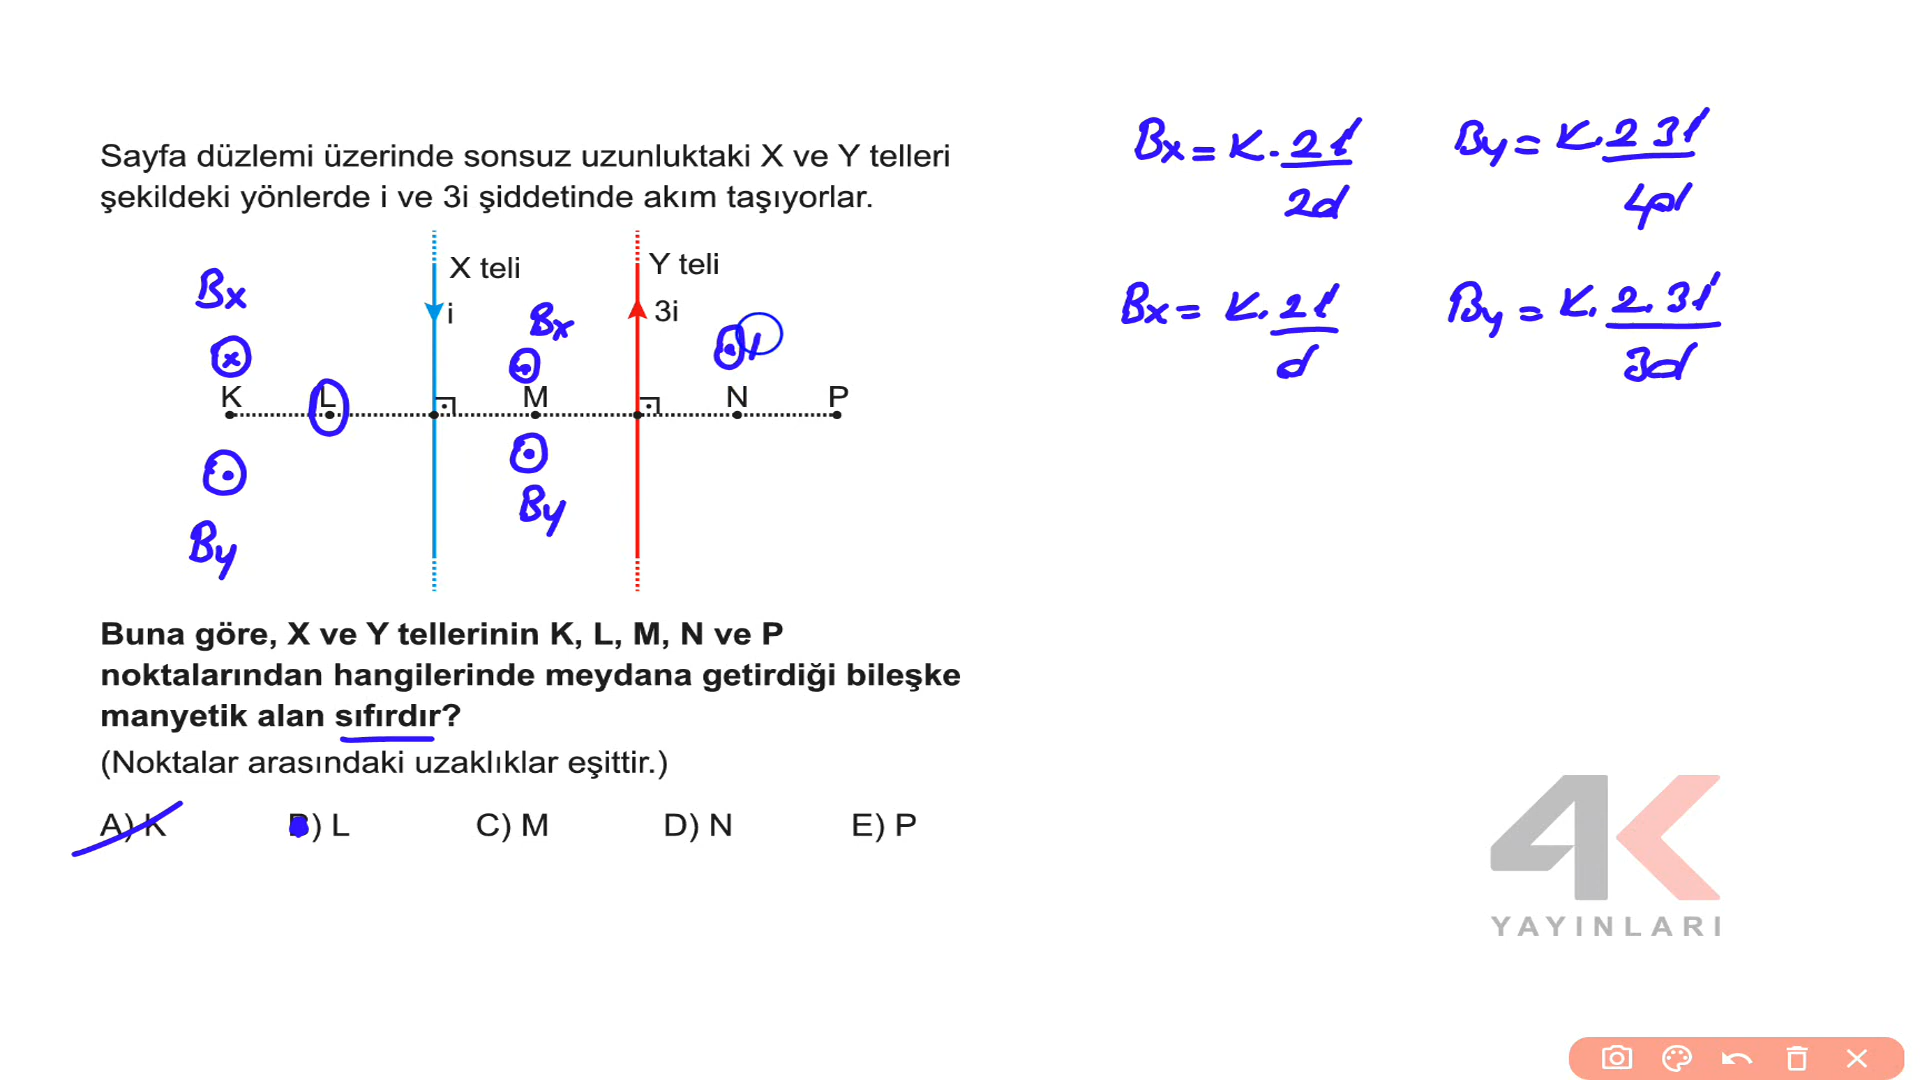 Sayfa düzlemi üzerinde sonsuz uzunluktaki X ve Y telleri
şekildeki yönlerde i ve 3i şiddetinde akım taşıyorlar.
X teli
Y teli
i
3i
Bx
Bx
K
L
M
N
P
By
By
Buna göre, X ve Y tellerinin K, L, M, N ve P
noktalarından hangilerinde meydana getirdiği bileşke
manyetik alan sıfırdır?
(Noktalar arasındaki uzaklıklar eşittir.)
A) K B) L C) M D) N E) P
Bx = K. 2i / 2d
By = K. 2 3i / 4d
Bx = K. 2i / d
By = K. 2. 3i / 3d
4K
YAYINLARI